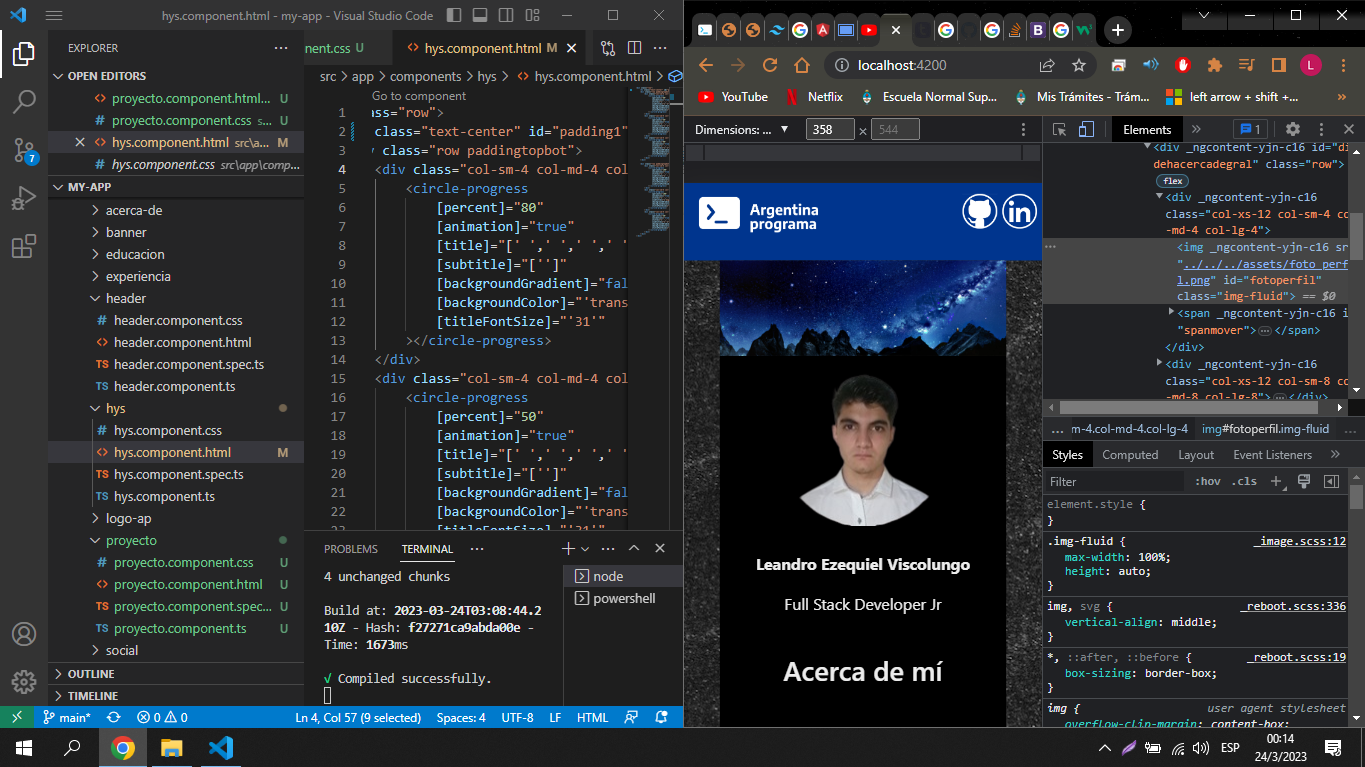 hys.component.html - my-app - Visual Studio Code
EXPLORER
OPEN EDITORS
proyecto.component.html... U
proyecto.component.css s... U
hys.component.html src\a... M
hys.component.css src\app\comp...
MY-APP
acerca-de
banner
educacion
experiencia
header
header.component.css
header.component.html
header.component.spec.ts
header.component.ts
hys
hys.component.css
hys.component.html M
hys.component.spec.ts
hys.component.ts
logo-ap
proyecto
proyecto.component.css U
proyecto.component.html U
proyecto.component.spec... U
proyecto.component.ts U
social
OUTLINE
TIMELINE
7
nent.css U
hys.component.html M
src > app > components > hys > hys.component.html >
Go to component
1 ass="row">
2 class="text-center" id="padding1"
3 class="row paddingtopbot">
4 <div class="col-sm-4 col-md-4 col
5 <circle-progress
6 [percent]="80"
7 [animation]="true"
8 [title]="[' ',' ',' ',' '
9 [subtitle]="['']"
10 [backgroundGradient]="fal
11 [backgroundColor]="'trans
12 [titleFontSize]="'31'"
13 ></circle-progress>
14 </div>
15 <div class="col-sm-4 col-md-4 col
16 <circle-progress
17 [percent]="50"
18 [animation]="true"
19 [title]="[' ',' ',' ',' '
20 [subtitle]="['']"
21 [backgroundGradient]="fal
22 [backgroundColor]="'trans
23 [titleFontSize]="'31'"
PROBLEMS
TERMINAL
4 unchanged chunks
Build at: 2023-03-24T03:08:44.2
10Z - Hash: f27271ca9abda00e -
Time: 1673ms
√ Compiled successfully.
node
powershell
main*
0
0
Ln 4, Col 57 (9 selected)
Spaces: 4
UTF-8
LF
HTML
localhost:4200
L
YouTube
Netflix
Escuela Normal Sup...
Mis Trámites - Trám...
left arrow + shift +...
Dimensions: ...
358
×
544
Argentina
programa
Leandro Ezequiel Viscolungo
Full Stack Developer Jr
Acerca de mí
Elements
1
<div _ngcontent-yjn-c16 id="di
dehacercadegral" class="row">
flex
<div _ngcontent-yjn-c16
class="col-xs-12 col-sm-4 co
-md-4 col-lg-4">
<img _ngcontent-yjn-c16 sr
"../../../assets/foto_perf
l.png" id="fotoperfil"
class="img-fluid"> == $0
<span _ngcontent-yjn-c16 i
"spanmover">…</span>
</div>
<div _ngcontent-yjn-c16
class="col-xs-12 col-sm-8 co
-md-8 col-lg-8">…</div>
... m-4.col-md-4.col-lg-4 img#fotoperfil.img-fluid ...
Styles
Computed
Layout
Event Listeners
Filter
:hov
.cls
element.style {
}
.img-fluid { _image.scss:12
max-width: 100%;
height: auto;
}
img, svg { _reboot.scss:336
vertical-align: middle;
}
*, ::after, ::before { _reboot.scss:19
box-sizing: border-box;
}
img { user agent stylesheet
overflow-clip-margin: content-box;
ESP
00:14
24/3/2023